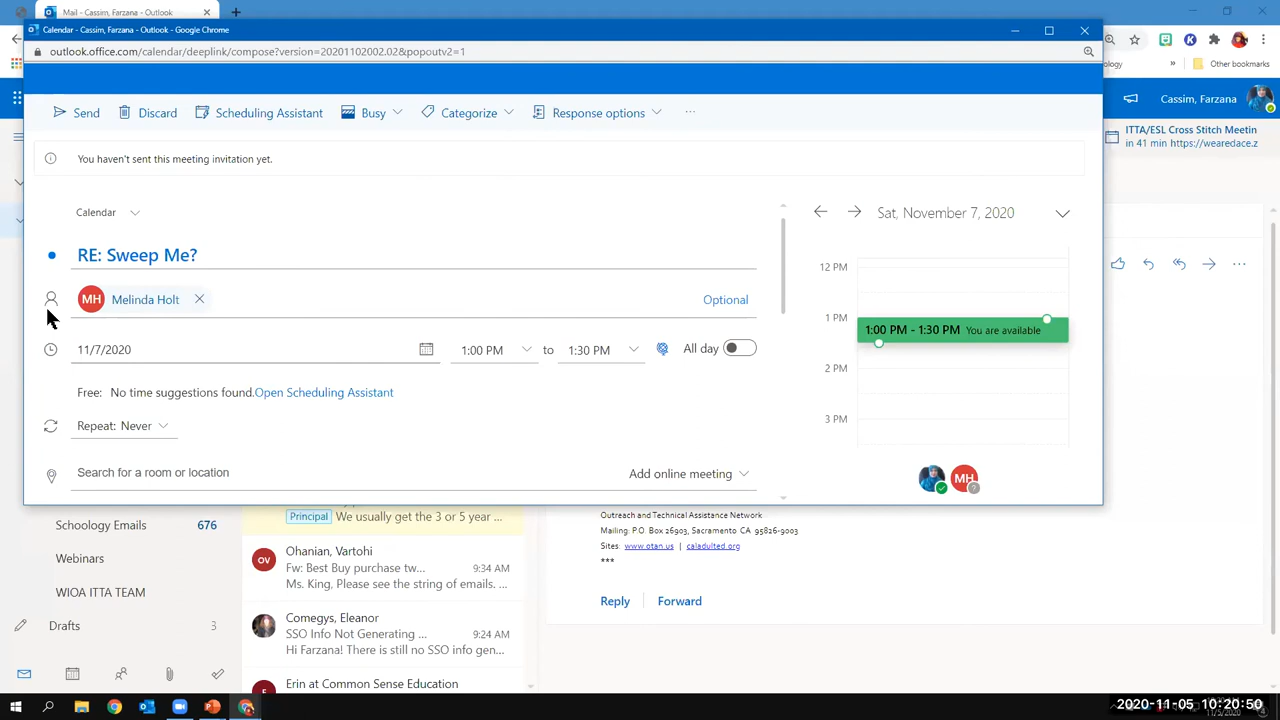 Mail - Cassim, Farzana - Outlook
Calendar - Cassim, Farzana - Outlook - Google Chrome
outlook.office.com/calendar/deeplink/compose?version=20201102002.02&popoutv2=1
ology
»
Other bookmarks
Cassim, Farzana
Send
Discard
Scheduling Assistant
Busy
Categorize
Response options
...
ITTA/ESL Cross Stitch Meetin
in 41 min https://wearedace.z
You haven't sent this meeting invitation yet.
Calendar
Sat, November 7, 2020
RE: Sweep Me?
12 PM
MH
Melinda Holt
Optional
1 PM
1:00 PM - 1:30 PM You are available
11/7/2020
1:00 PM
to
1:30 PM
All day
2 PM
Free: No time suggestions found.Open Scheduling Assistant
3 PM
Repeat: Never
Search for a room or location
Add online meeting
MH
Schoology Emails
676
Principal
We usually get the 3 or 5 year ...
Outreach and Technical Assistance Network
Mailing: P.O. Box 26903, Sacramento CA 95826-9003
Sites: www.otan.us | caladulted.org
***
Webinars
OV
Ohanian, Vartohi
Fw: Best Buy purchase tw...
9:34 AM
Ms. King, Please see the string of emails. ...
WIOA ITTA TEAM
Reply
Forward
Drafts
3
Comegys, Eleanor
SSO Info Not Generating ...
9:24 AM
Hi Farzana! There is still no SSO info gen...
Erin at Common Sense Education
2020-11-05 10:20:50